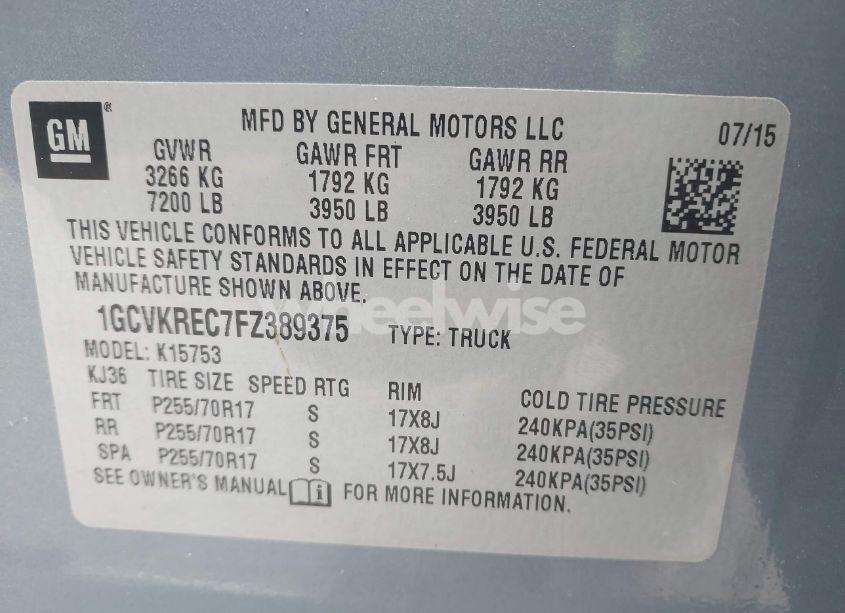 GM®
MFD BY GENERAL MOTORS LLC 07/15
GVWR GAWR FRT GAWR RR
3266 KG 1792 KG 1792 KG
7200 LB 3950 LB 3950 LB
THIS VEHICLE CONFORMS TO ALL APPLICABLE U.S. FEDERAL MOTOR
VEHICLE SAFETY STANDARDS IN EFFECT ON THE DATE OF
MANUFACTURE SHOWN ABOVE.
wheelwise
1GCVKREC7FZ389375 TYPE: TRUCK
MODEL: K15753
KJ36 TIRE SIZE SPEED RTG RIM COLD TIRE PRESSURE
FRT P255/70R17 S 17X8J 240KPA(35PSI)
RR P255/70R17 S 17X8J 240KPA(35PSI)
SPA P255/70R17 S 17X7.5J 240KPA(35PSI)
SEE OWNER'S MANUAL FOR MORE INFORMATION.